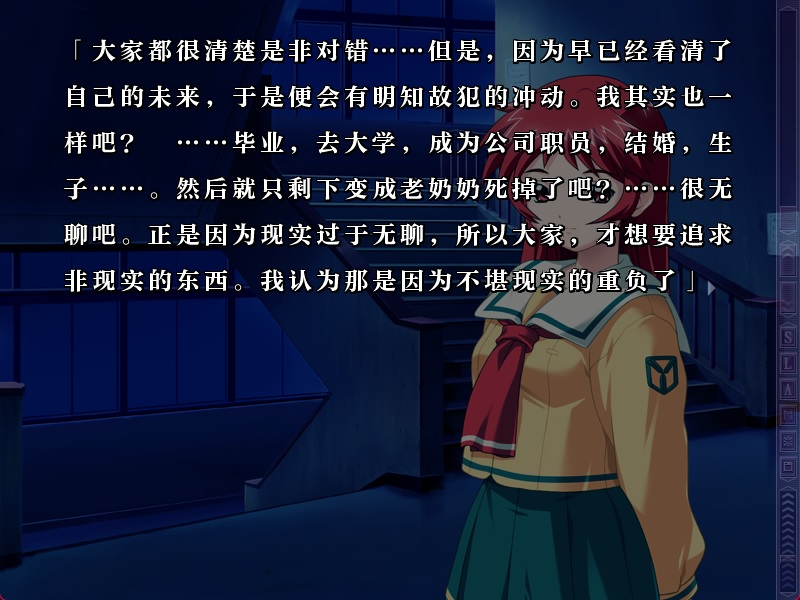 「大家都很清楚是非对错……但是，因为早已经看清了
自己的未来，于是便会有明知故犯的冲动。我其实也一
样吧？　……毕业，去大学，成为公司职员，结婚，生
子……。然后就只剩下变成老奶奶死掉了吧？……很无
聊吧。正是因为现实过于无聊，所以大家，才想要追求
非现实的东西。我认为那是因为不堪现实的重负了」
S
L
A